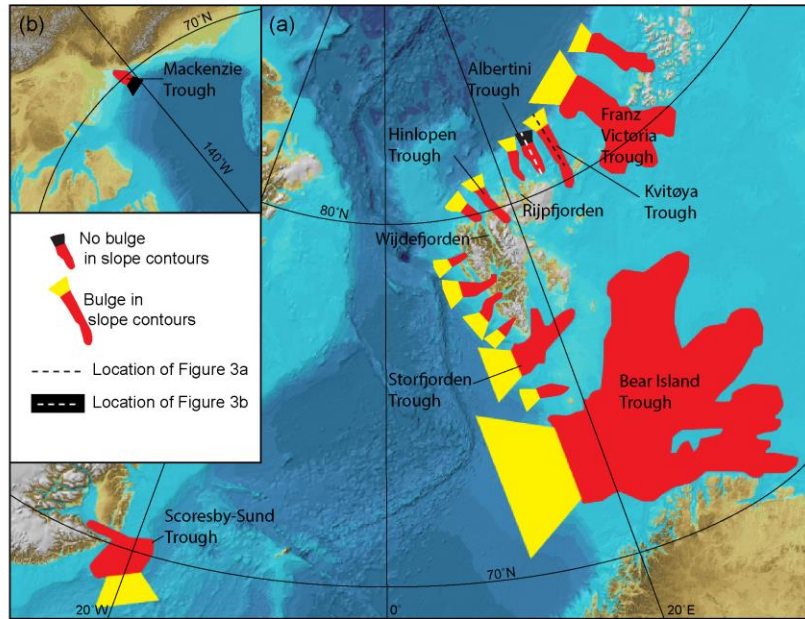 (b)
70˚N
Mackenzie
Trough
140˚W
No bulge
in slope contours
Bulge in
slope contours
Location of Figure 3a
Location of Figure 3b
(a)
Albertini
Trough
Hinlopen
Trough
Franz
Victoria
Trough
Kvitøya
Trough
Rijpfjorden
80˚N
Wijdefjorden
Storfjorden
Trough
Bear Island
Trough
Scoresby-Sund
Trough
70˚N
20˚W
0˚
20˚E